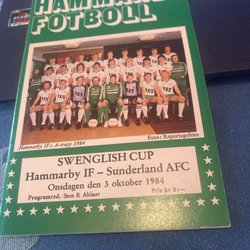 HAMMARBY
FOTBOLL
Hammarby IF:s A-trupp 1984
Foto: Reportagefoto
SWENGLISH CUP
Hammarby IF – Sunderland AFC
Onsdagen den 3 oktober 1984
Programred. Sten R Ahlner
Pris kr 5:–